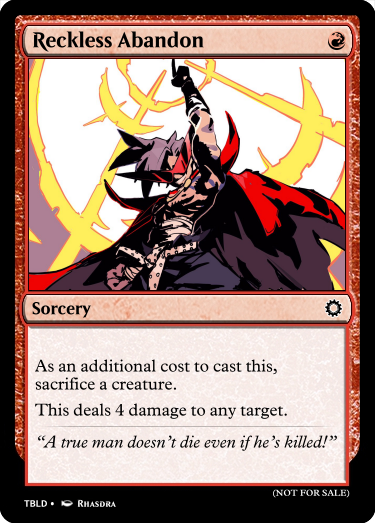 Reckless Abandon
Sorcery
As an additional cost to cast this,
sacrifice a creature.
This deals 4 damage to any target.
“A true man doesn’t die even if he’s killed!”
(NOT FOR SALE)
TBLD • Rhasdra